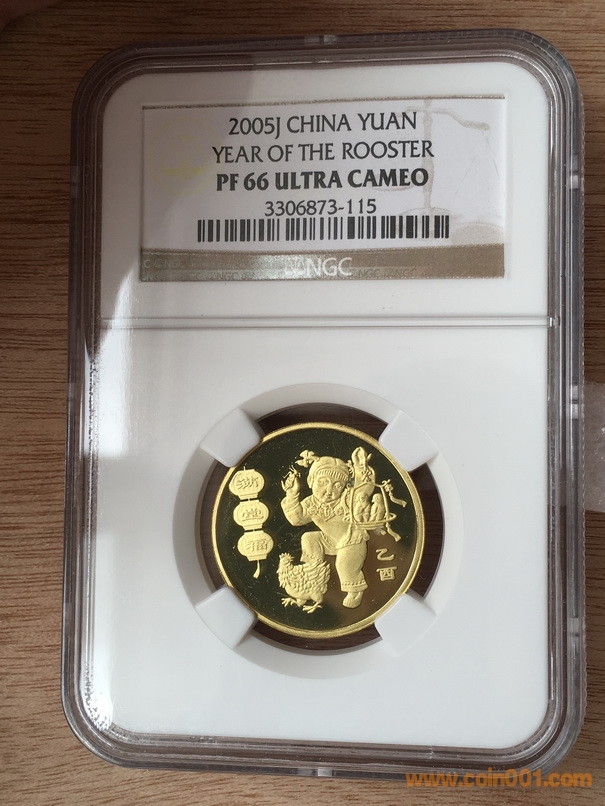 2005J CHINA YUAN
YEAR OF THE ROOSTER
PF 66 ULTRA CAMEO
3306873-115
NGC
乙
酉
www.coin001.com